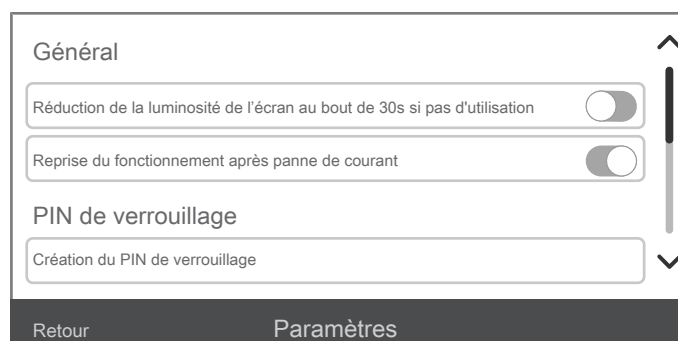 Général
Réduction de la luminosité de l’écran au bout de 30s si pas d'utilisation
Reprise du fonctionnement après panne de courant
PIN de verrouillage
Création du PIN de verrouillage
Retour
Paramètres